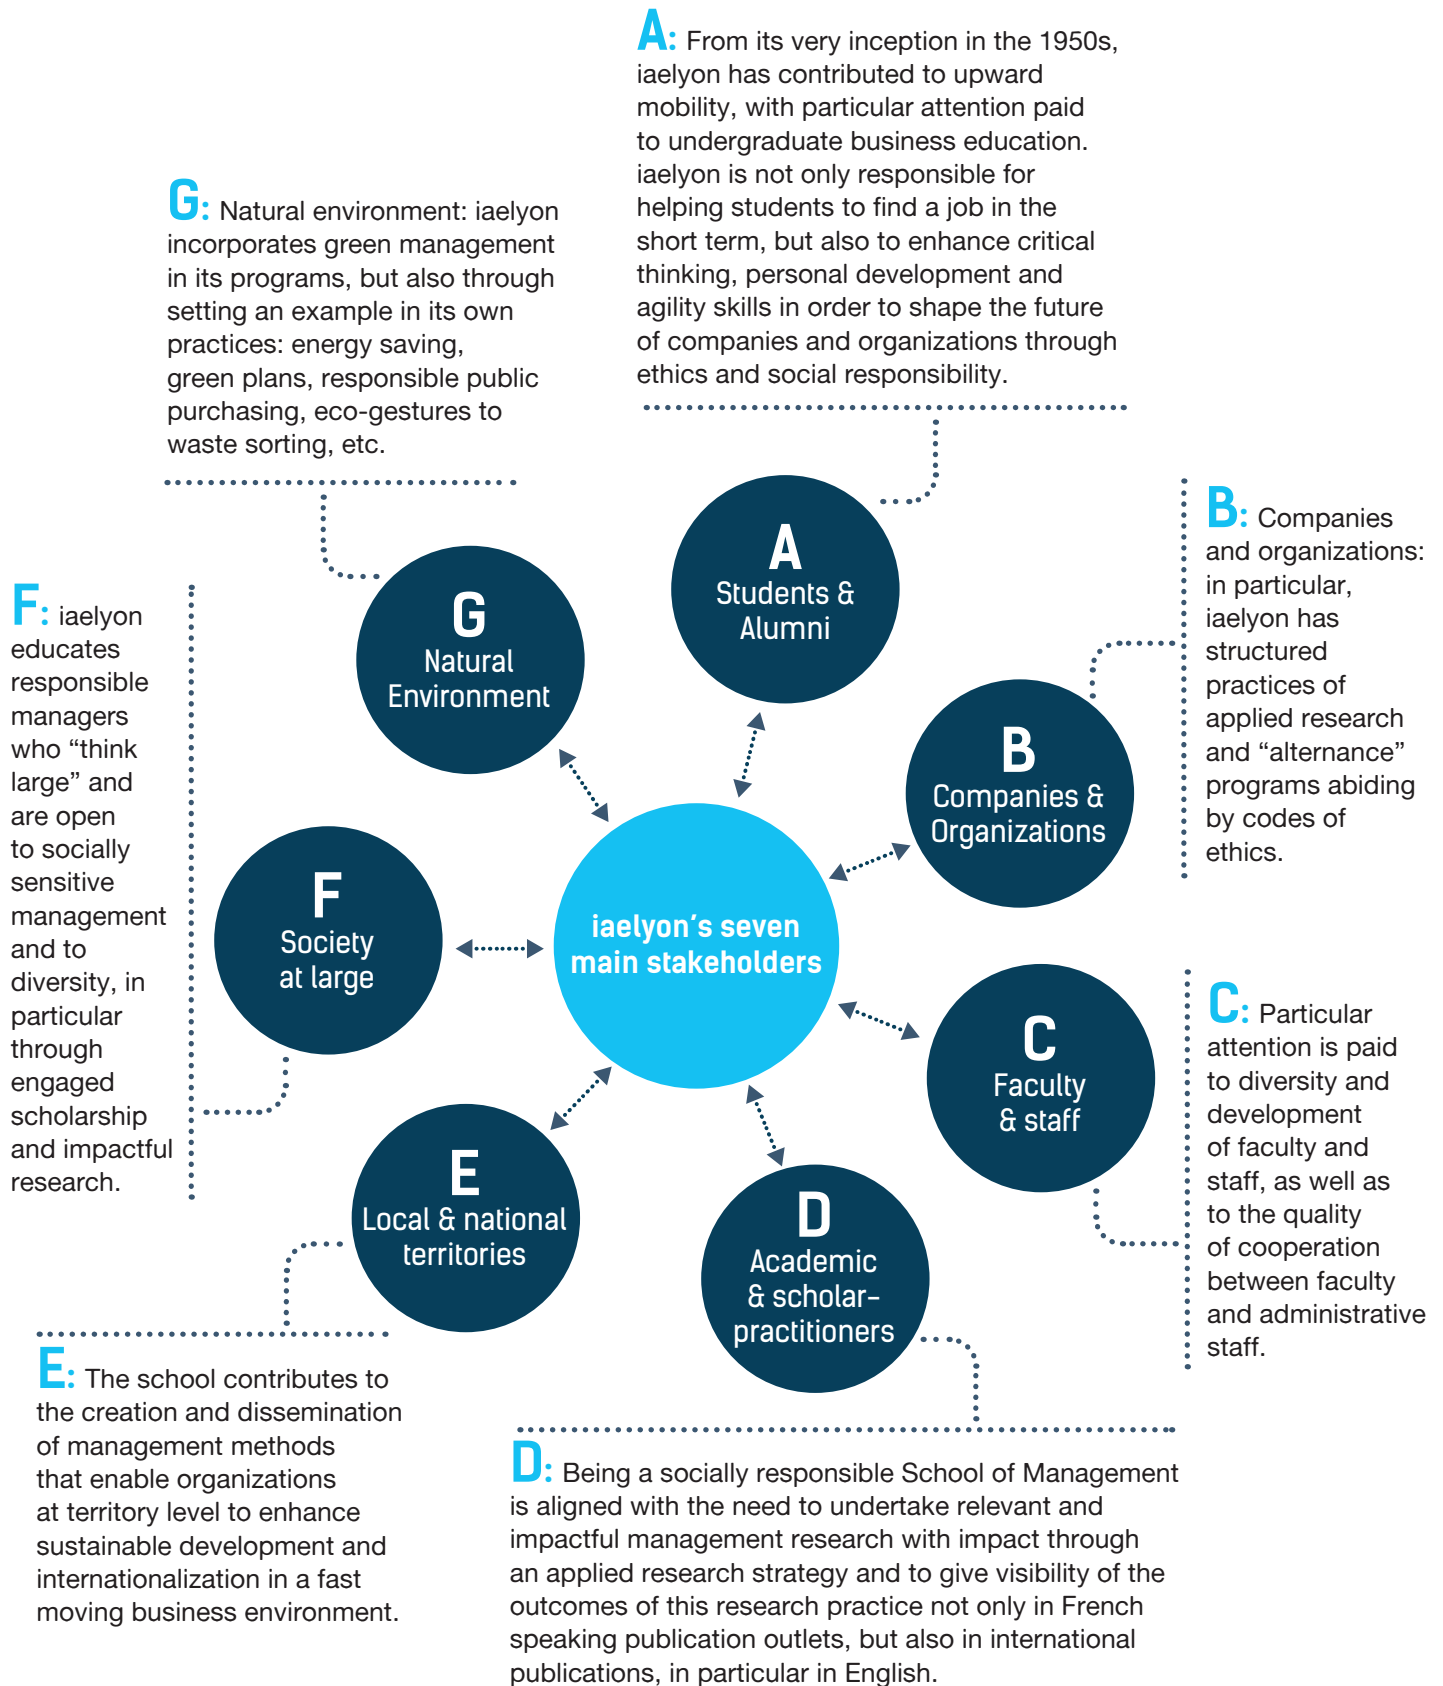 A: From its very inception in the 1950s,
iaelyon has contributed to upward
mobility, with particular attention paid
to undergraduate business education.
iaelyon is not only responsible for
helping students to find a job in the
short term, but also to enhance critical
thinking, personal development and
agility skills in order to shape the future
of companies and organizations through
ethics and social responsibility.
G: Natural environment: iaelyon
incorporates green management
in its programs, but also through
setting an example in its own
practices: energy saving,
green plans, responsible public
purchasing, eco-gestures to
waste sorting, etc.
A
Students &
Alumni
B: Companies
and organizations:
in particular,
iaelyon has
structured
practices of
applied research
and “alternance”
programs abiding
by codes of
ethics.
G
Natural
Environment
F: iaelyon
educates
responsible
managers
who “think
large” and
are open
to socially
sensitive
management
and to
diversity, in
particular
through
engaged
scholarship
and impactful
research.
B
Companies &
Organizations
F
Society
at large
iaelyon’s seven
main stakeholders
C
Faculty
& staff
C: Particular
attention is paid
to diversity and
development
of faculty and
staff, as well as
to the quality
of cooperation
between faculty
and administrative
staff.
E
Local & national
territories
D
Academic
& scholar-
practitioners
E: The school contributes to
the creation and dissemination
of management methods
that enable organizations
at territory level to enhance
sustainable development and
internationalization in a fast
moving business environment.
D: Being a socially responsible School of Management
is aligned with the need to undertake relevant and
impactful management research with impact through
an applied research strategy and to give visibility of the
outcomes of this research practice not only in French
speaking publication outlets, but also in international
publications, in particular in English.